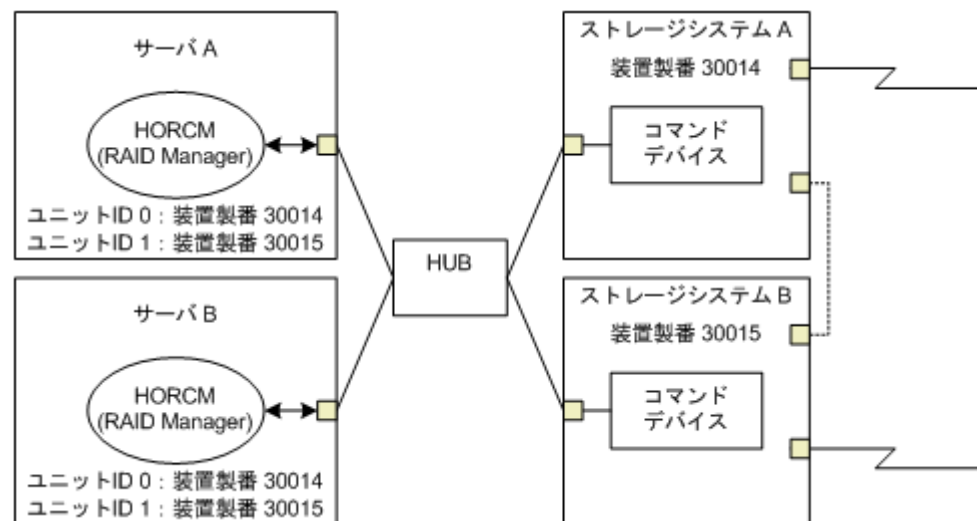 サーバ A
HORCM
(RAID Manager)
ユニットID 0：装置製番 30014
ユニットID 1：装置製番 30015
サーバ B
HORCM
(RAID Manager)
ユニットID 0：装置製番 30014
ユニットID 1：装置製番 30015
HUB
ストレージシステム A
装置製番 30014
コマンド
デバイス
ストレージシステム B
装置製番 30015
コマンド
デバイス